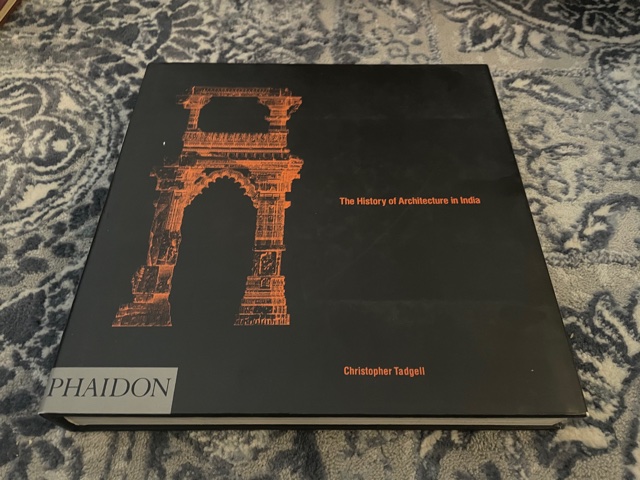 The History of Architecture in India
Christopher Tadgell
PHAIDON